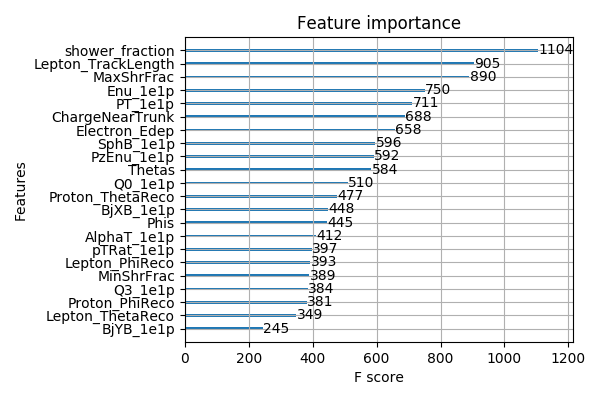 Feature importance
Features
shower_fraction 1104
Lepton_TrackLength 905
MaxShrFrac 890
Enu_1e1p 750
PT_1e1p 711
ChargeNearTrunk 688
Electron_Edep 658
SphB_1e1p 596
PzEnu_1e1p 592
Thetas 584
Q0_1e1p 510
Proton_ThetaReco 477
BjXB_1e1p 448
Phis 445
AlphaT_1e1p 412
pTRat_1e1p 397
Lepton_PhiReco 393
MinShrFrac 389
Q3_1e1p 384
Proton_PhiReco 381
Lepton_ThetaReco 349
BjYB_1e1p 245
0 200 400 600 800 1000 1200
F score